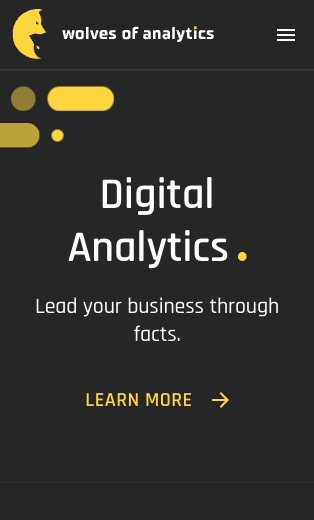 wolves of analytics
Digital
Analytics.
Lead your business through
facts.
LEARN MORE